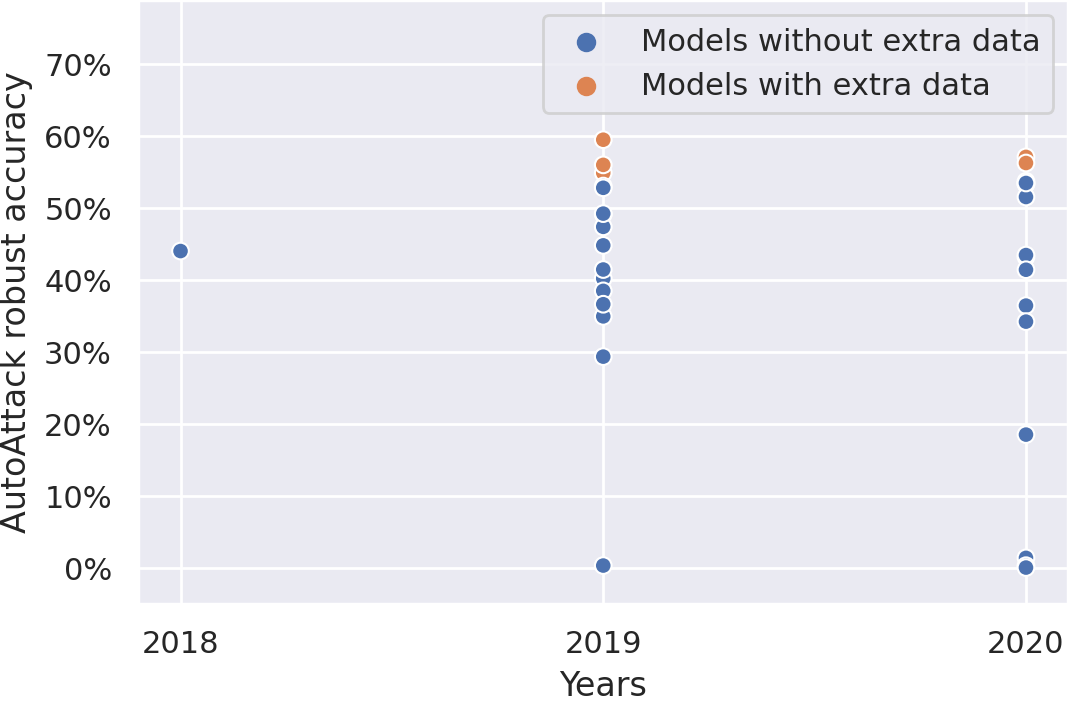 Models without extra data
Models with extra data
AutoAttack robust accuracy
70%
60%
50%
40%
30%
20%
10%
0%
2018
2019
2020
Years